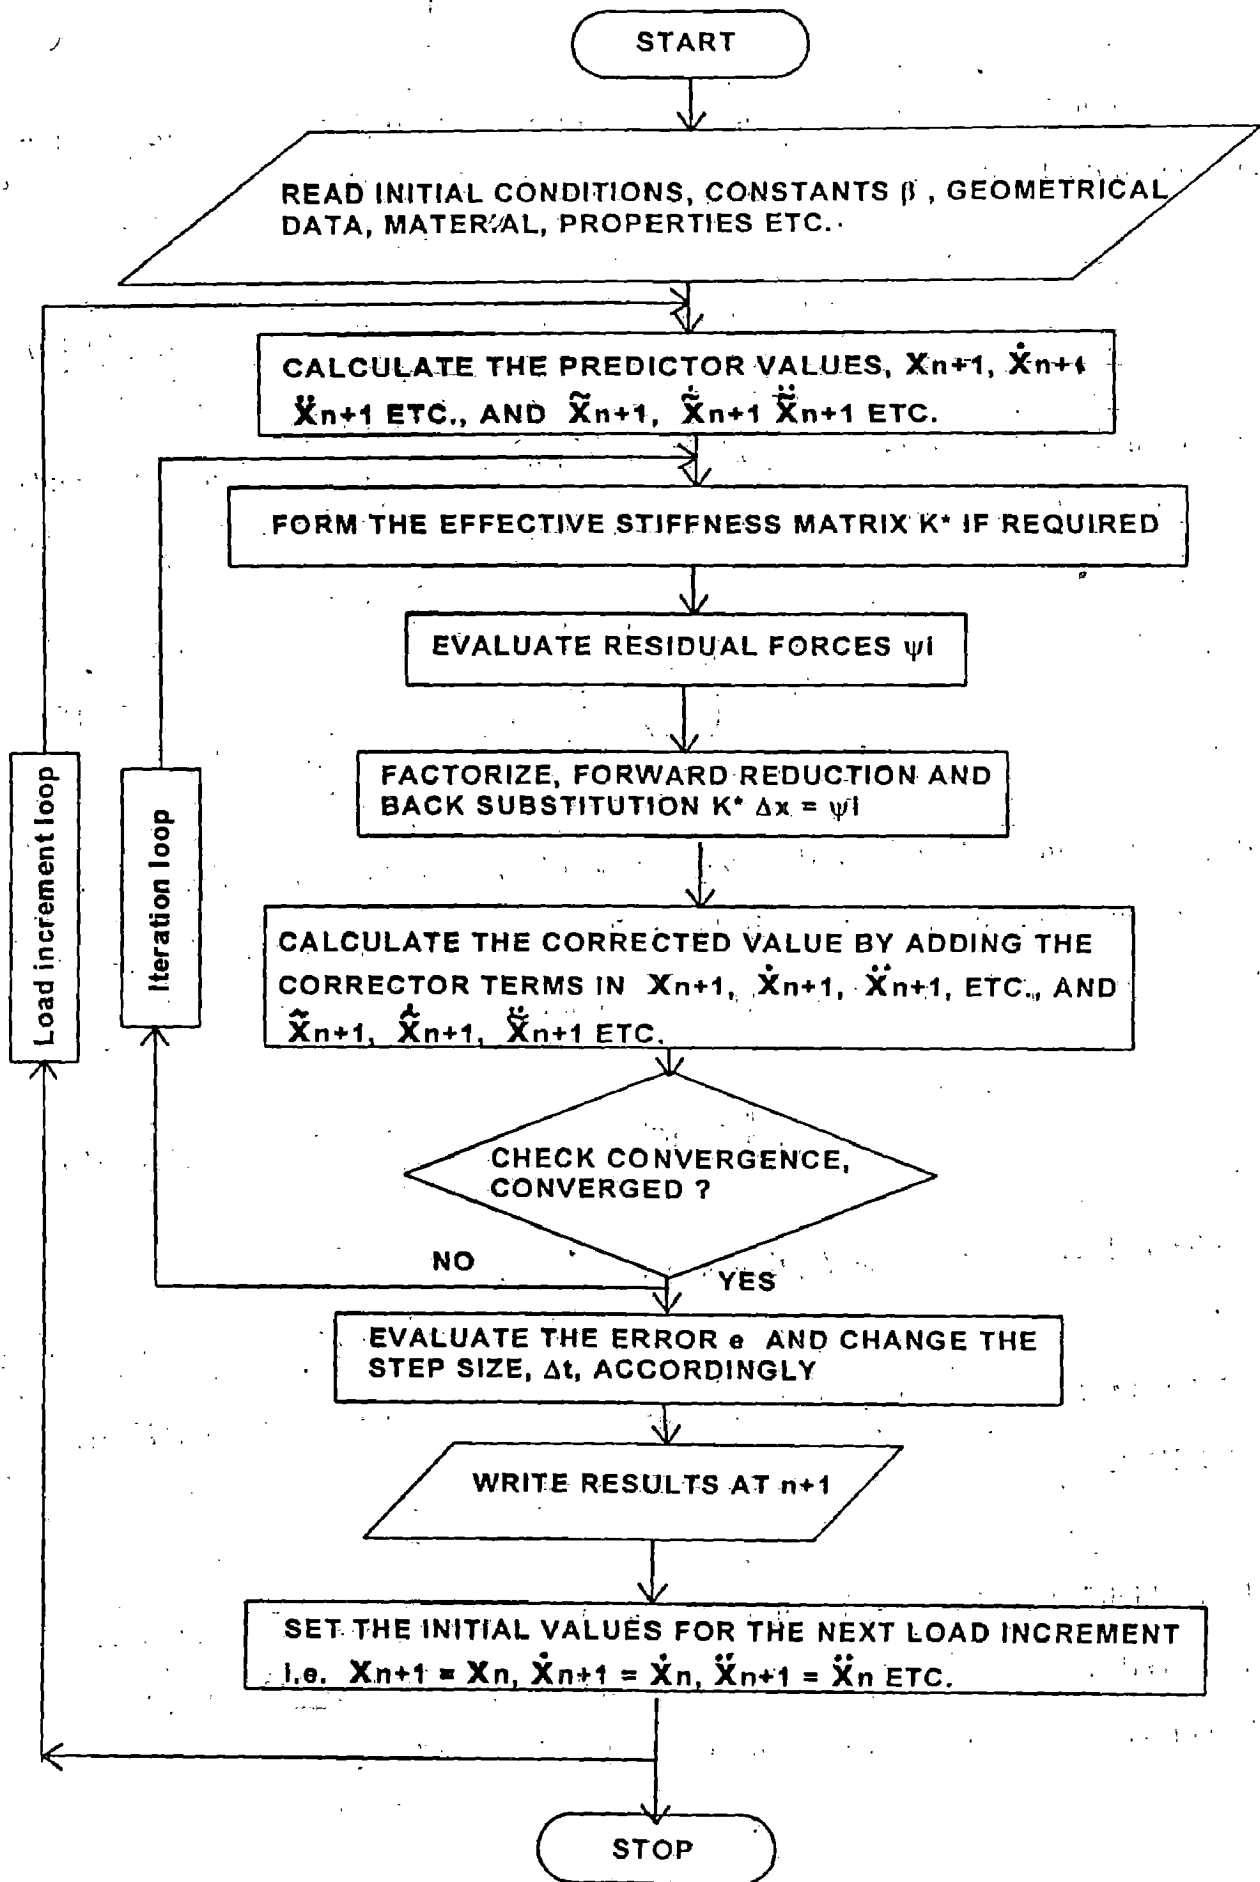 START
READ INITIAL CONDITIONS, CONSTANTS β , GEOMETRICAL
DATA, MATERIAL, PROPERTIES ETC.
CALCULATE THE PREDICTOR VALUES, Xn+1, Ẋn+1
Ẍn+1 ETC., AND X̃n+1, X̃̇n+1 X̃̈n+1 ETC.
FORM THE EFFECTIVE STIFFNESS MATRIX K* IF REQUIRED
EVALUATE RESIDUAL FORCES ψi
FACTORIZE, FORWARD REDUCTION AND
BACK SUBSTITUTION K* Δx = ψi
Load increment loop
Iteration loop
CALCULATE THE CORRECTED VALUE BY ADDING THE
CORRECTOR TERMS IN Xn+1, Ẋn+1, Ẍn+1, ETC., AND
X̃n+1, X̃̇n+1, X̃̈n+1 ETC.
CHECK CONVERGENCE,
CONVERGED ?
NO
YES
EVALUATE THE ERROR e AND CHANGE THE
STEP SIZE, Δt, ACCORDINGLY
WRITE RESULTS AT n+1
SET THE INITIAL VALUES FOR THE NEXT LOAD INCREMENT
i.e. Xn+1 = Xn, Ẋn+1 = Ẋn, Ẍn+1 = Ẍn ETC.
STOP